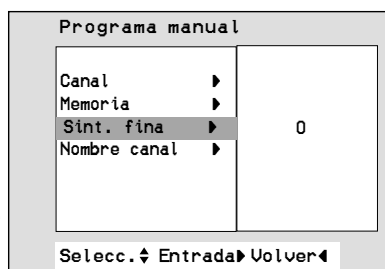 Programa manual
Canal ▶
Memoria ▶
Sint. fina ▶ 0
Nombre canal ▶
Selecc.♦ Entrada▶ Volver◀